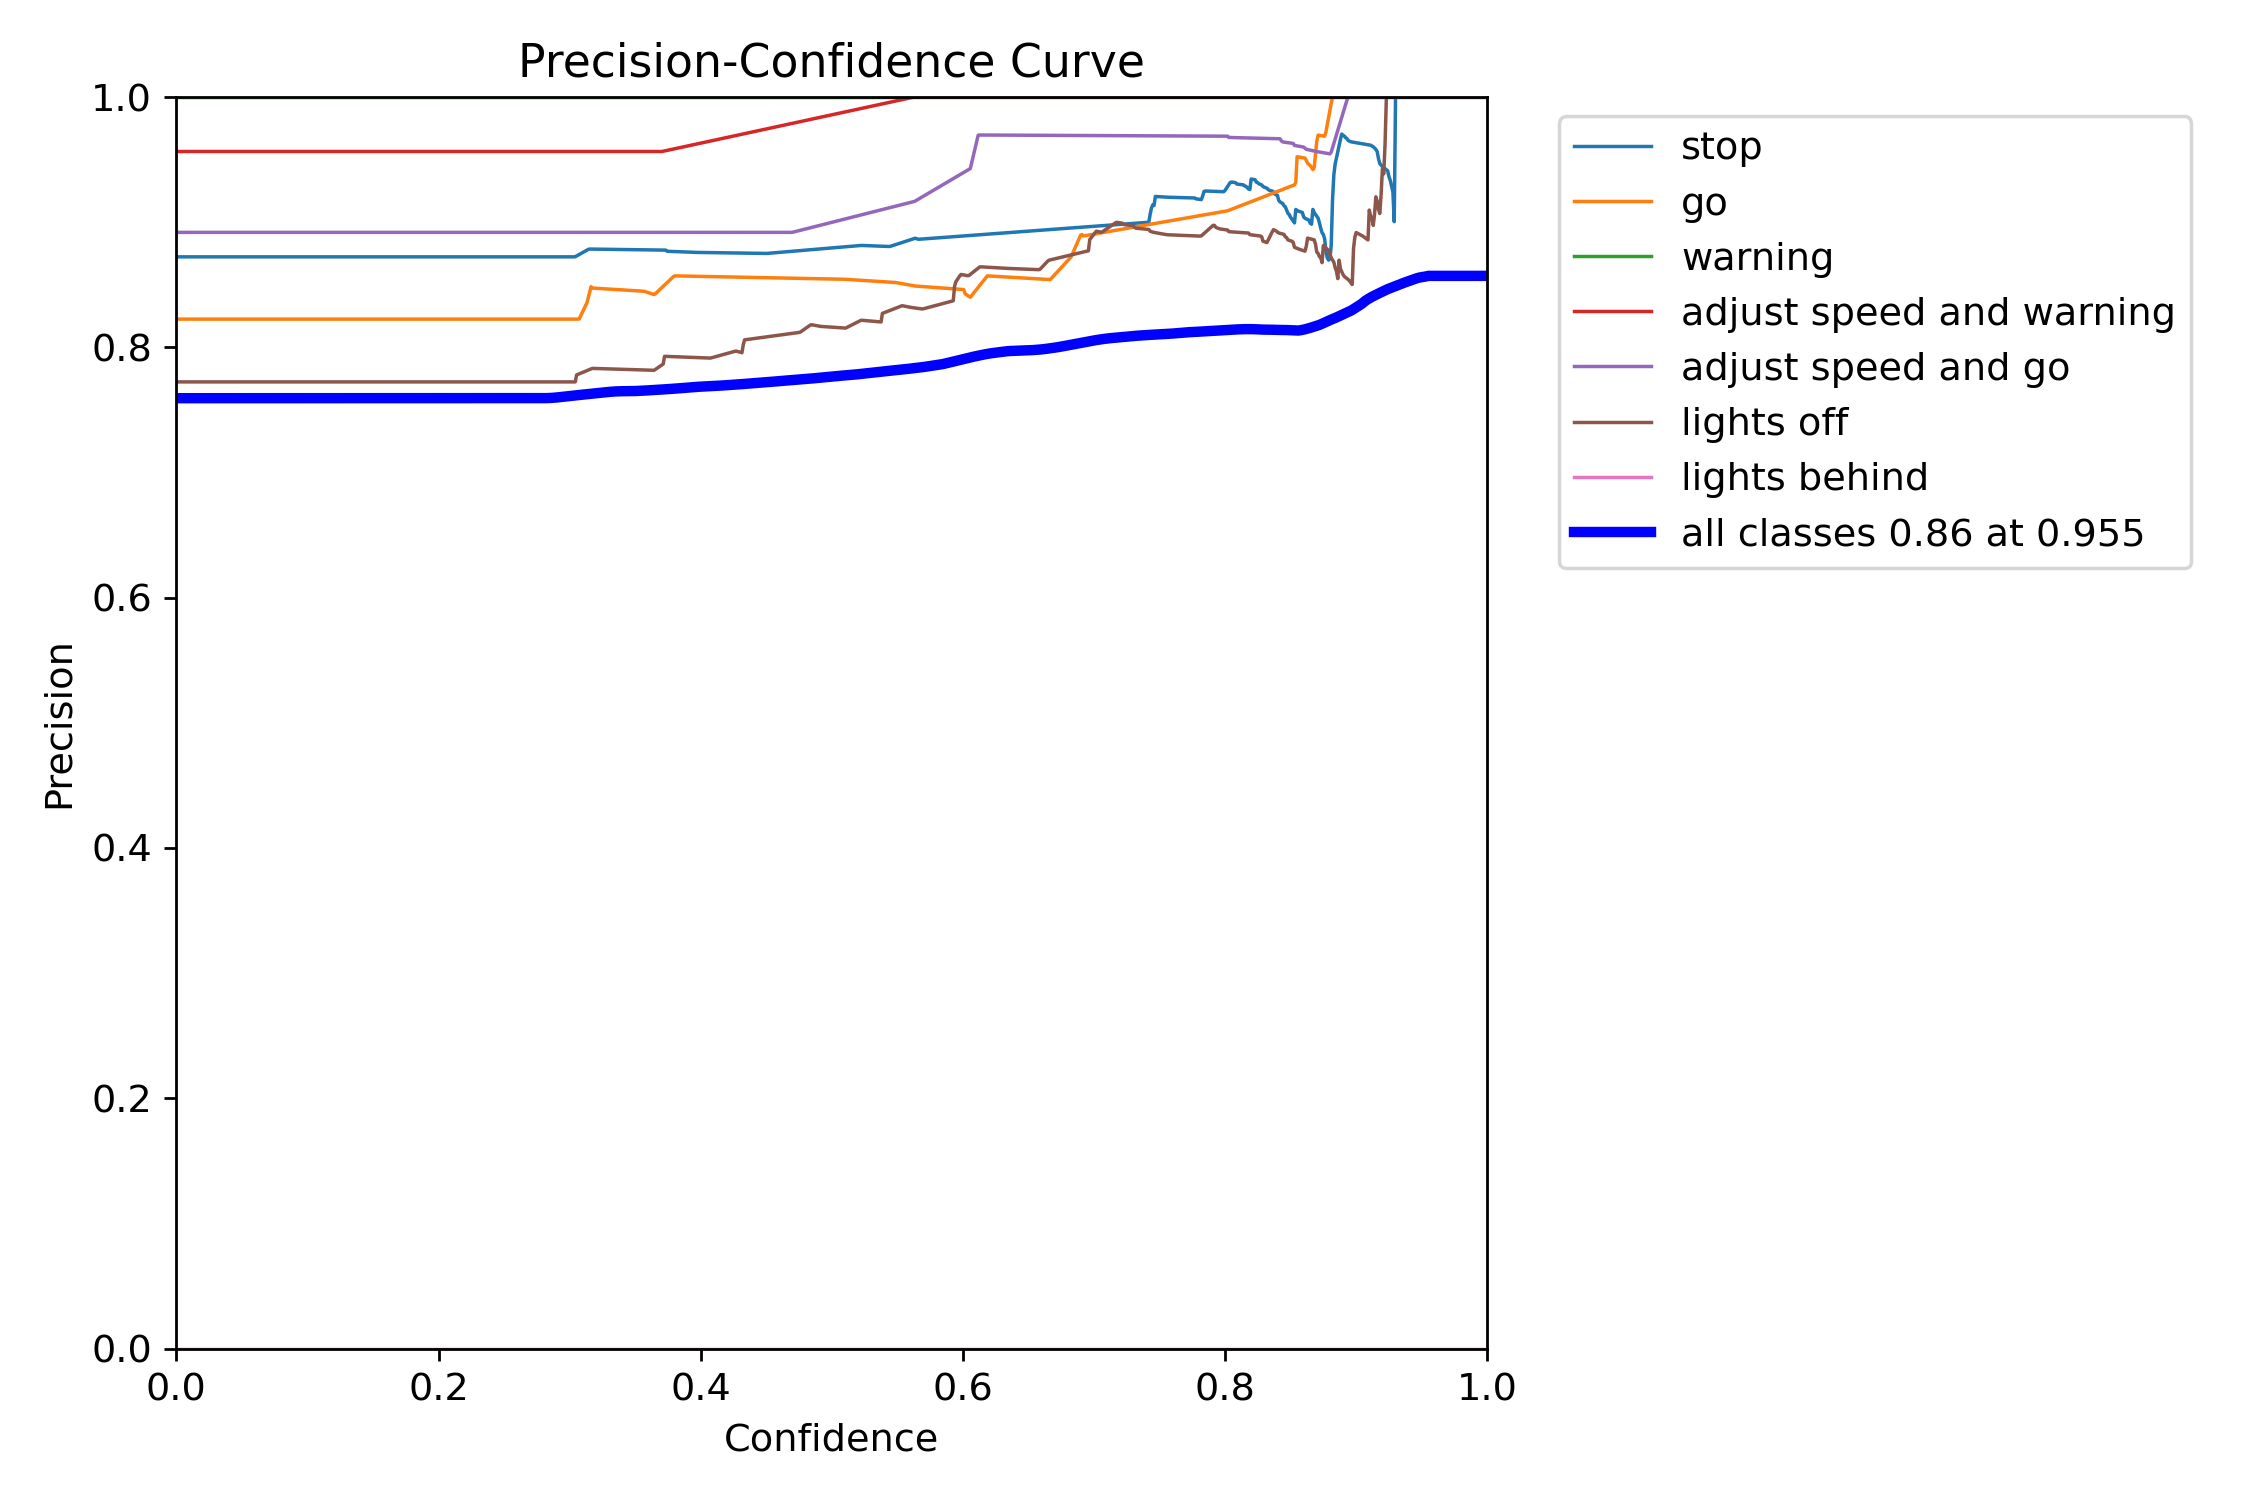 Precision-Confidence Curve
1.0
0.8
0.6
0.4
0.2
0.0
Precision
0.0 0.2 0.4 0.6 0.8 1.0
Confidence
stop
go
warning
adjust speed and warning
adjust speed and go
lights off
lights behind
all classes 0.86 at 0.955